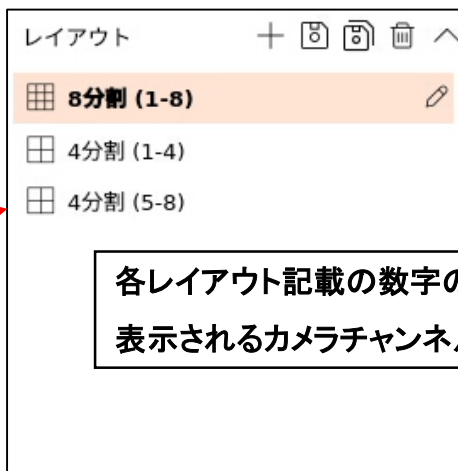 レイアウト
8分割 (1-8)
4分割 (1-4)
4分割 (5-8)
各レイアウト記載の数字の
表示されるカメラチャンネ